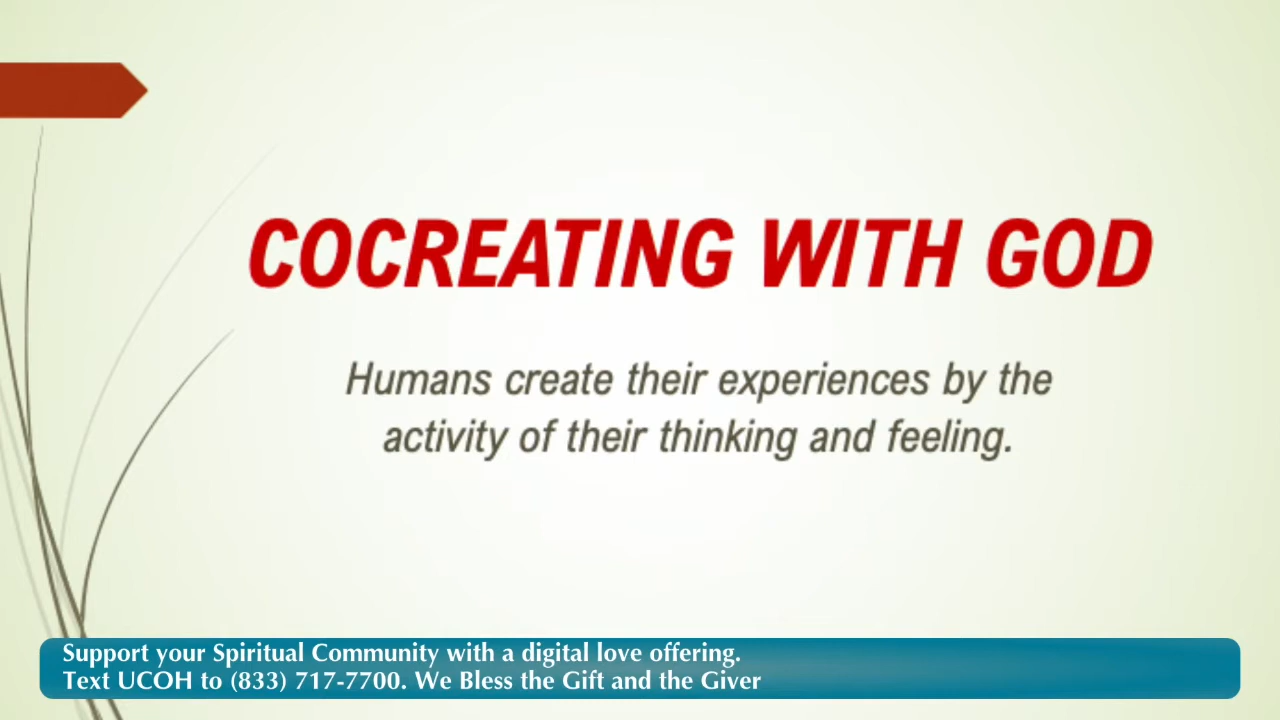 COCREATING WITH GOD
Humans create their experiences by the
activity of their thinking and feeling.
Support your Spiritual Community with a digital love offering.
Text UCOH to (833) 717-7700. We Bless the Gift and the Giver